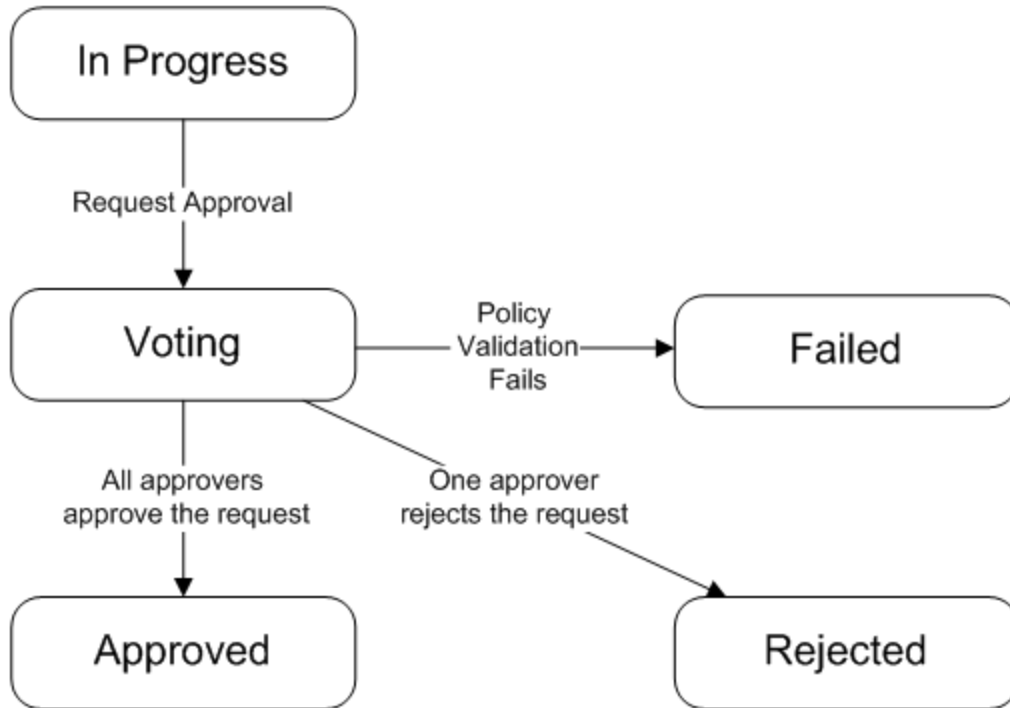 In Progress
Request Approval
Voting
Policy
Validation
Fails
Failed
All approvers
approve the request
One approver
rejects the request
Approved
Rejected